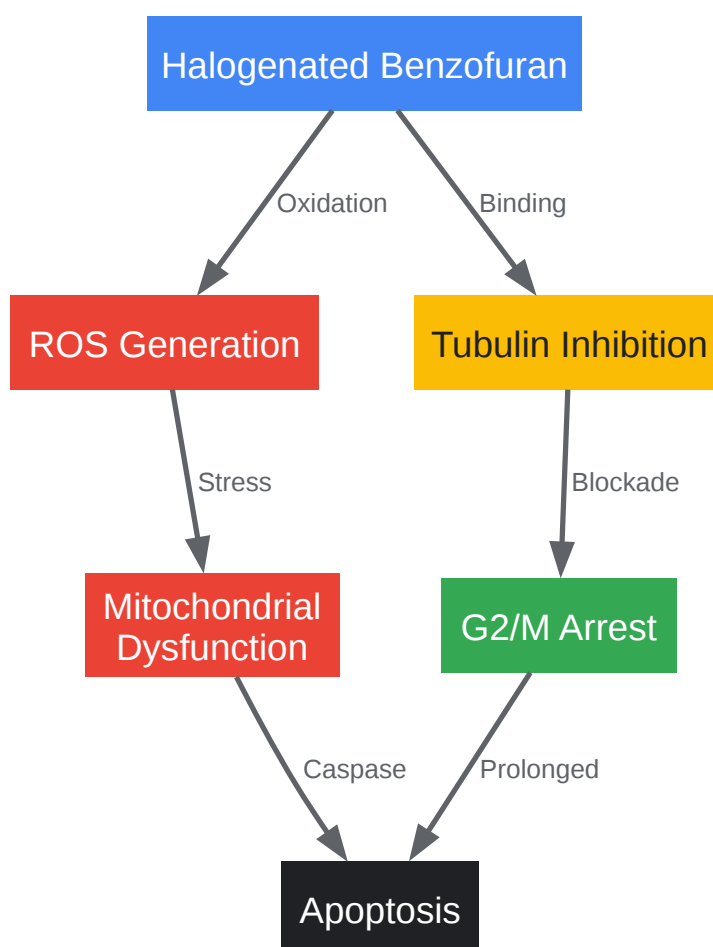 Halogenated Benzofuran
Oxidation
Binding
ROS Generation
Tubulin Inhibition
Stress
Blockade
Mitochondrial
Dysfunction
G2/M Arrest
Caspase
Prolonged
Apoptosis